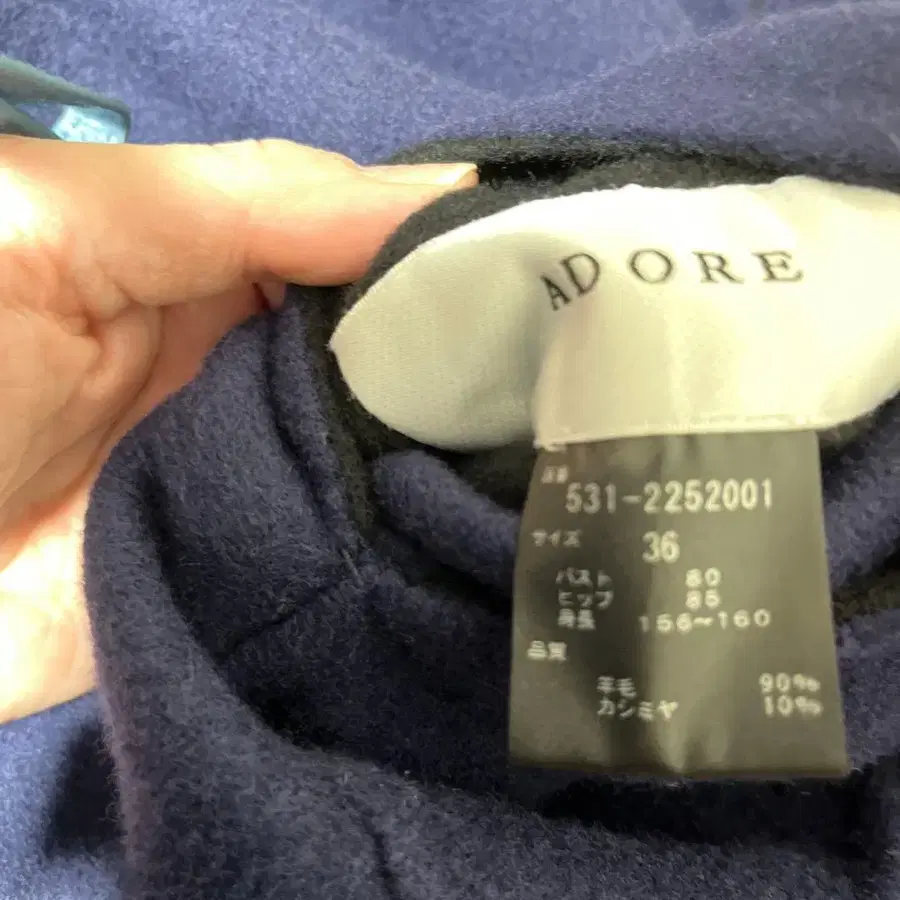 ADORE
品番
531-2252001
サイズ 36
バスト 80
ヒップ 85
身長 156~160
品質
羊毛 90%
カシミヤ 10%